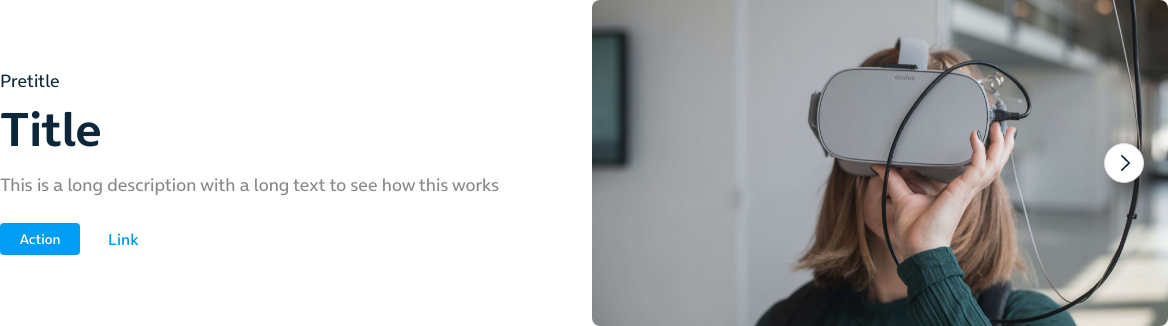 Pretitle
Title
This is a long description with a long text to see how this works
Action
Link
oculus